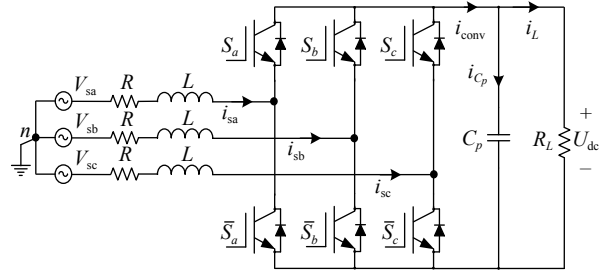 S_a S_b S_c i_conv i_L
V_sa R L i_sa i_Cp
n V_sb R L i_sb C_p R_L + U_dc −
V_sc R L i_sc
S̅_a S̅_b S̅_c